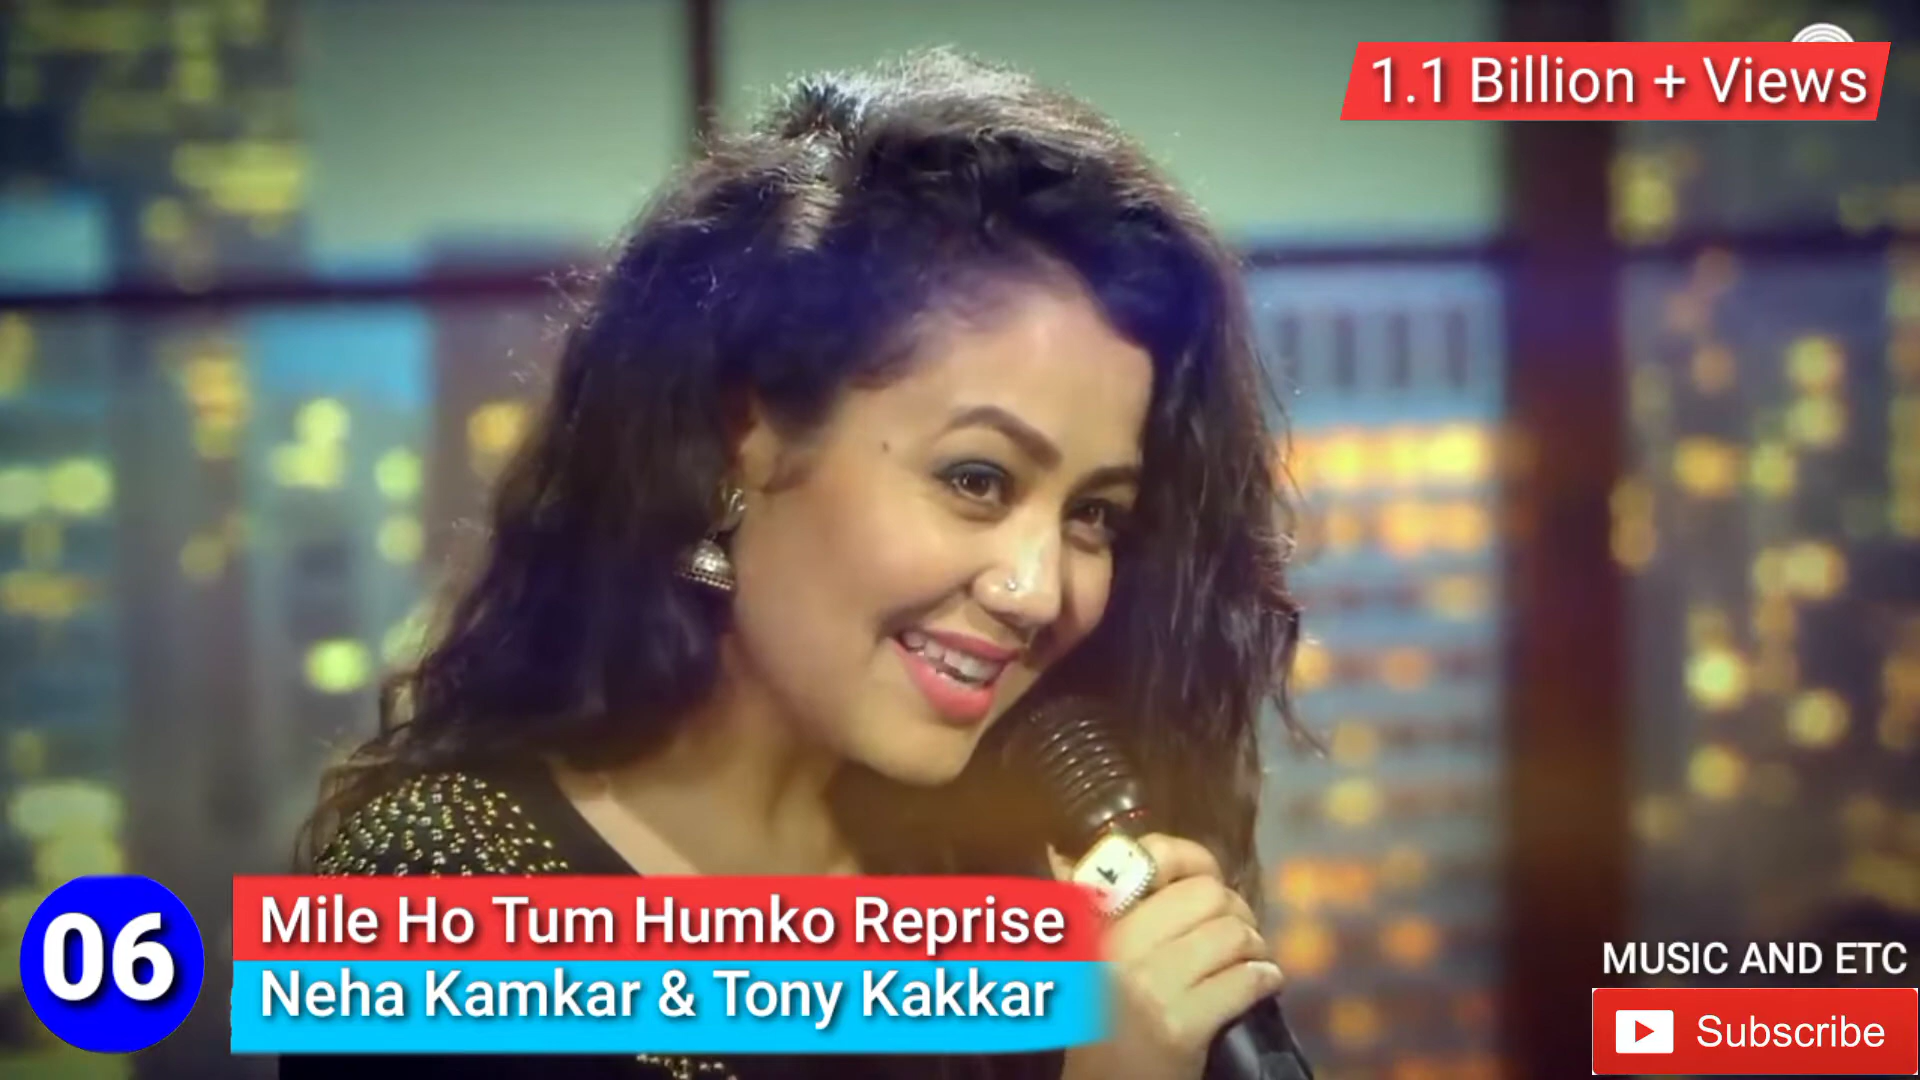 1.1 Billion + Views
06
Mile Ho Tum Humko Reprise
Neha Kamkar & Tony Kakkar
MUSIC AND ETC
Subscribe